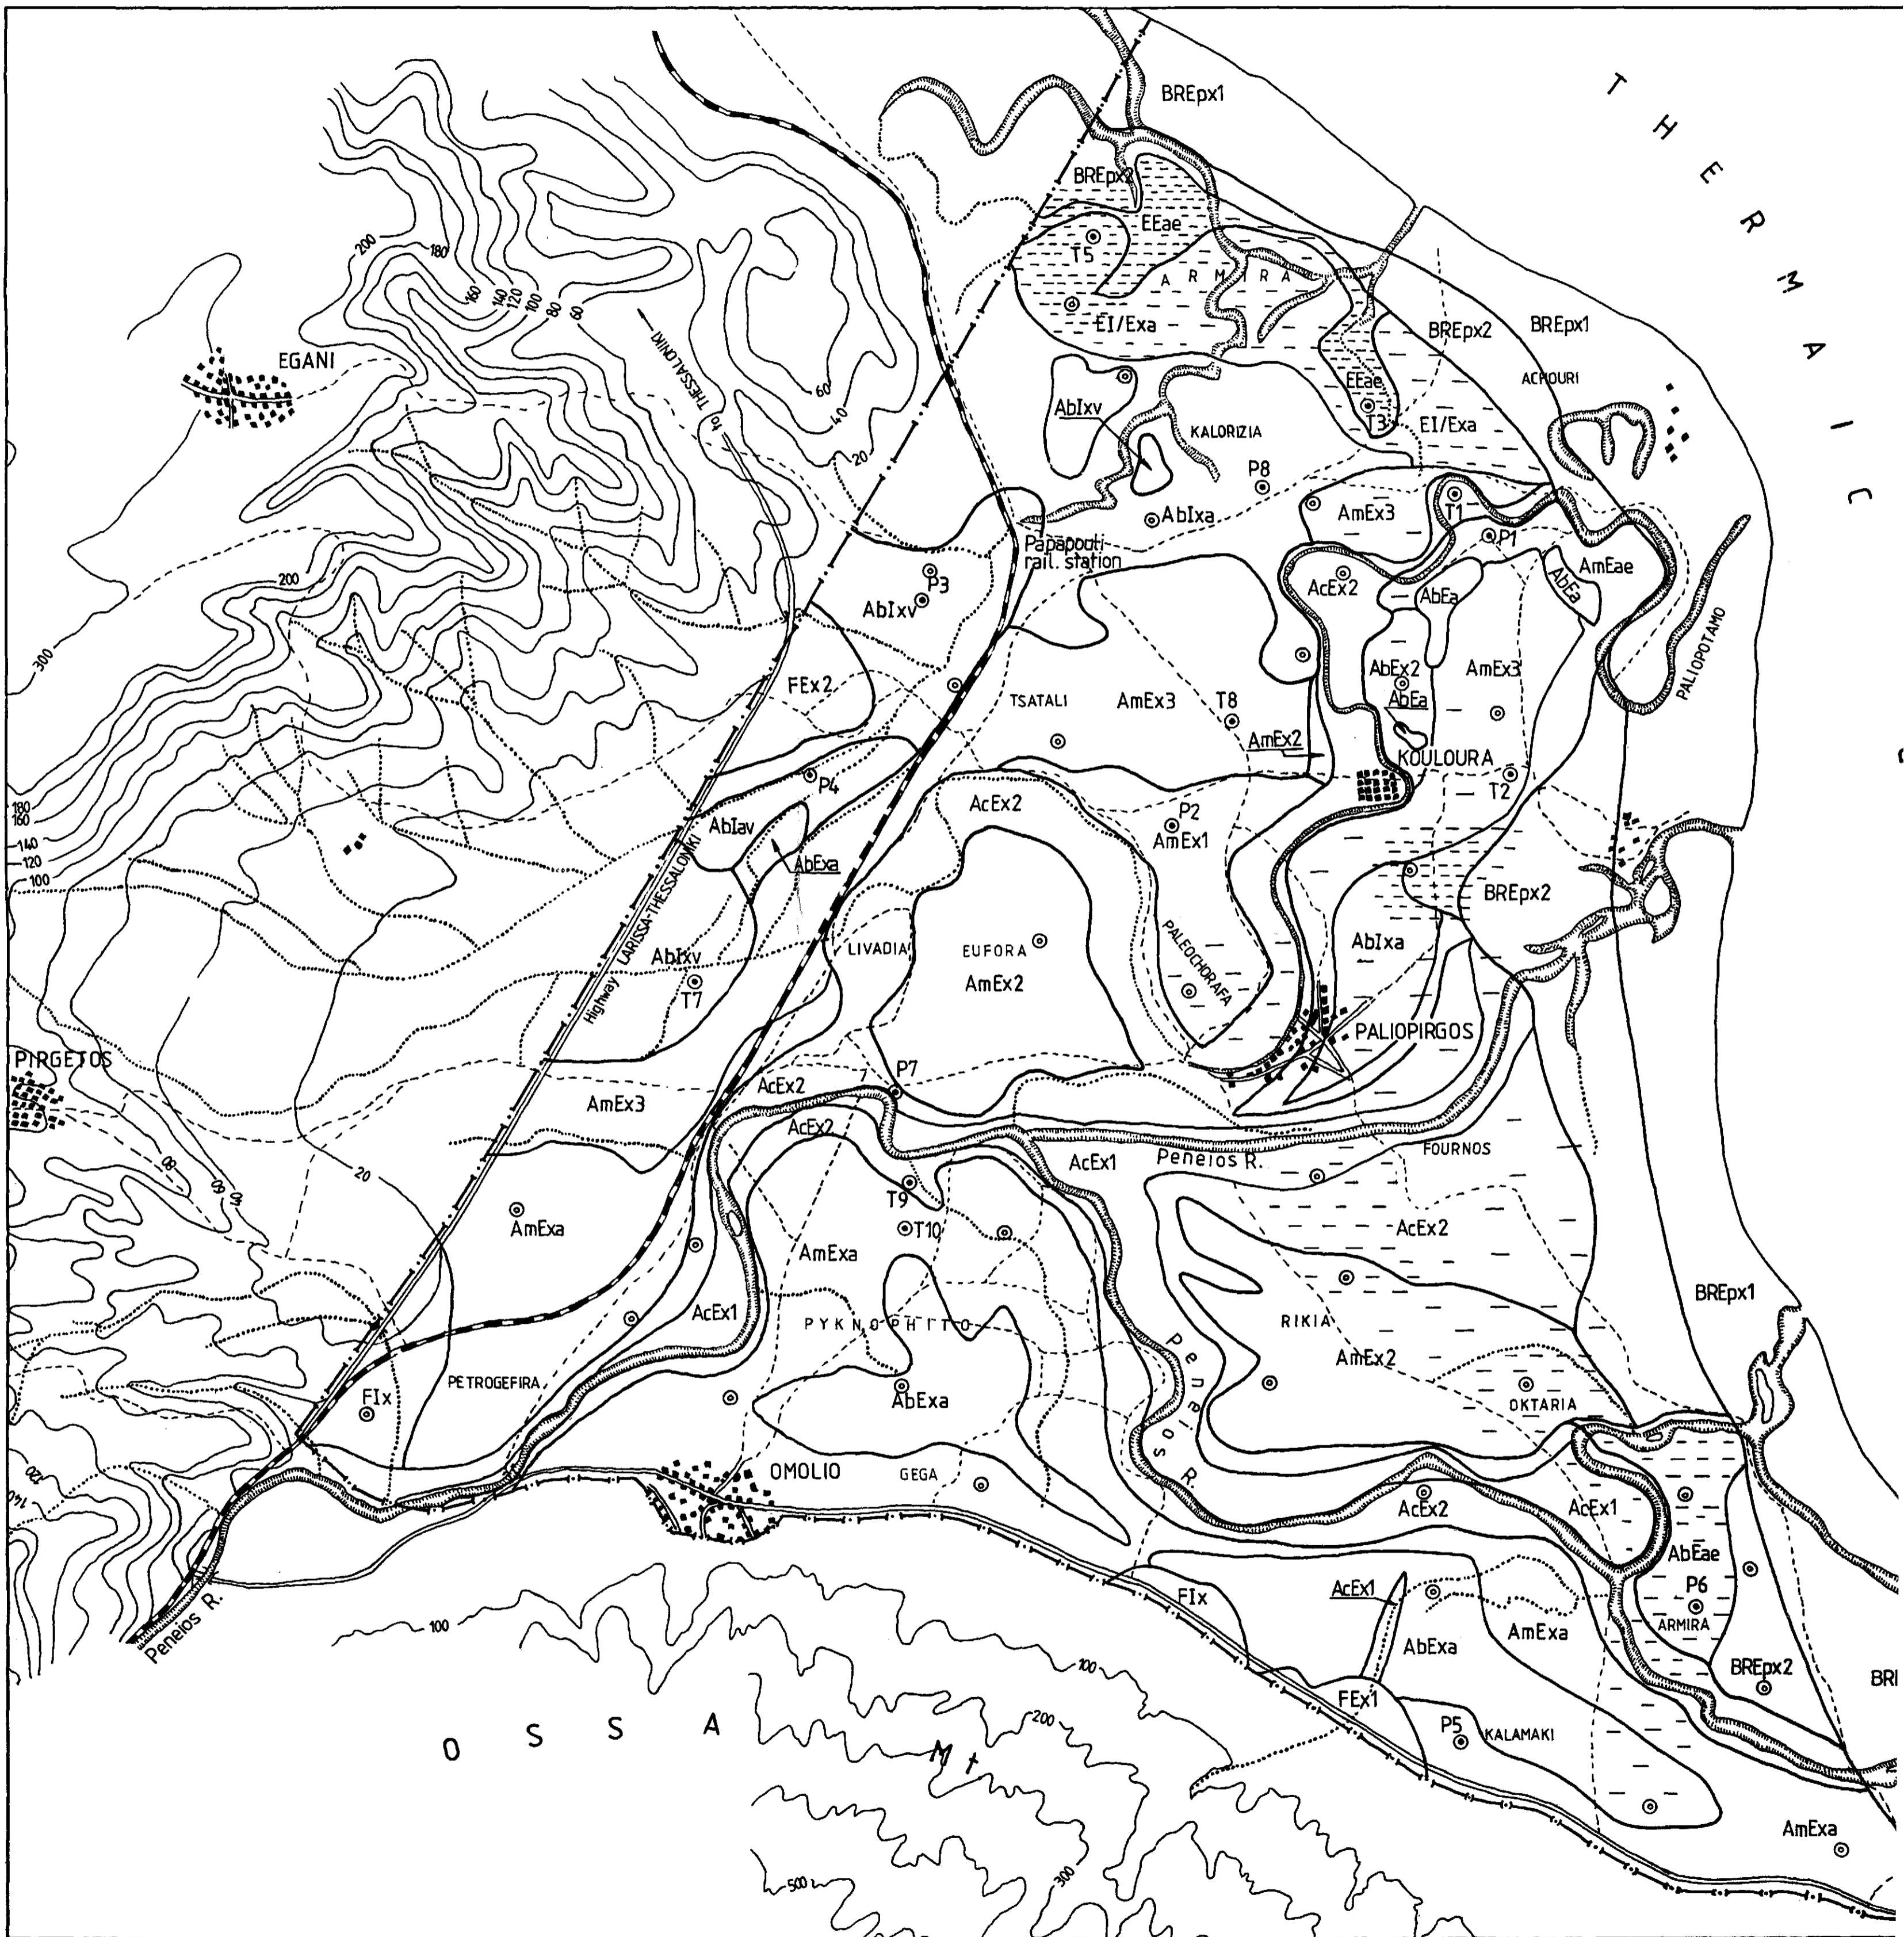 THERMAIC
BREpx1
BREpx2
EEae
T5
ARMIRA
EI/Exa
BREpx2
BREpx1
ACHOURI
200
180
160
140
120
100
80
60
to THESSALONIKI
60
40
20
EGANI
EEae
T3
EI/Exa
AbIxv
KALORIZIA
P8
AbIxa
AmEx3
T1
P1
Papapouti
rail. station
AmEae
AbEa
AcEx2
AbEa
P3
AbIxv
200
300
PALIOPOTAMO
FEx2
TSATALI
AmEx3
T8
AbEx2
AbEa
AmEx3
AmEx2
KOULOURA
T2
P4
AcEx2
P2
AmEx1
180
160
140
120
100
AbIav
AbExa
Highway LARISSA-THESSALONIKI
BREpx2
AbIxv
T7
LIVADIA
EUFORA
AmEx2
PALEOCHORAFA
AbIxa
PALIOPIRGOS
PIRGETOS
AmEx3
AcEx2
P7
AcEx2
AcEx1
Peneios R.
FOURNOS
80
60
40
20
T9
T10
AmExa
AmExa
AcEx2
AcEx1
PYKNOPHITO
RIKIA
AmEx2
BREpx1
Peneios R.
PETROGEFIRA
FIx
AbExa
OKTARIA
OMOLIO
GEGA
120
140
AcEx2
AcEx1
AbEae
P6
ARMIRA
Peneios R.
100
FIx
AcEx1
AbExa
AmExa
100
BREpx2
BRE
FEx1
P5
KALAMAKI
OSSA Mt
200
AmExa
300
500